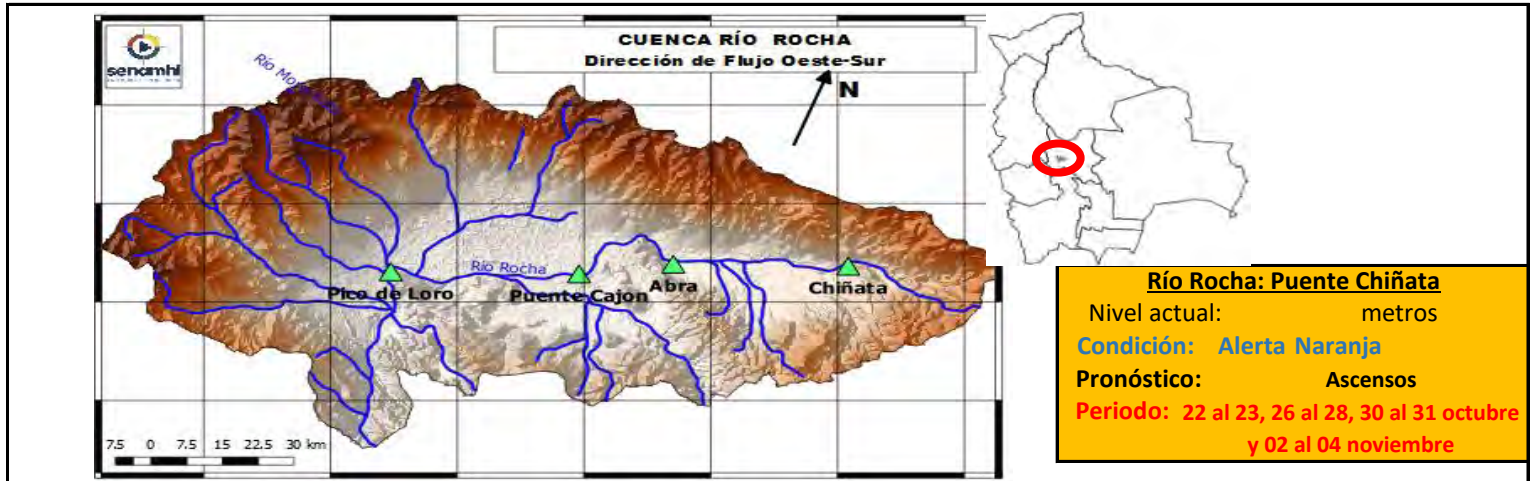 senamhi
CUENCA RÍO ROCHA
Dirección de Flujo Oeste-Sur
N
Río Rocha
Pico de Loro
Puente Cajón
Abra
Chiñata
7.5 0 7.5 15 22.5 30 km
Río Rocha: Puente Chiñata
Nivel actual: metros
Condición: Alerta Naranja
Pronóstico: Ascensos
Periodo: 22 al 23, 26 al 28, 30 al 31 octubre
y 02 al 04 noviembre